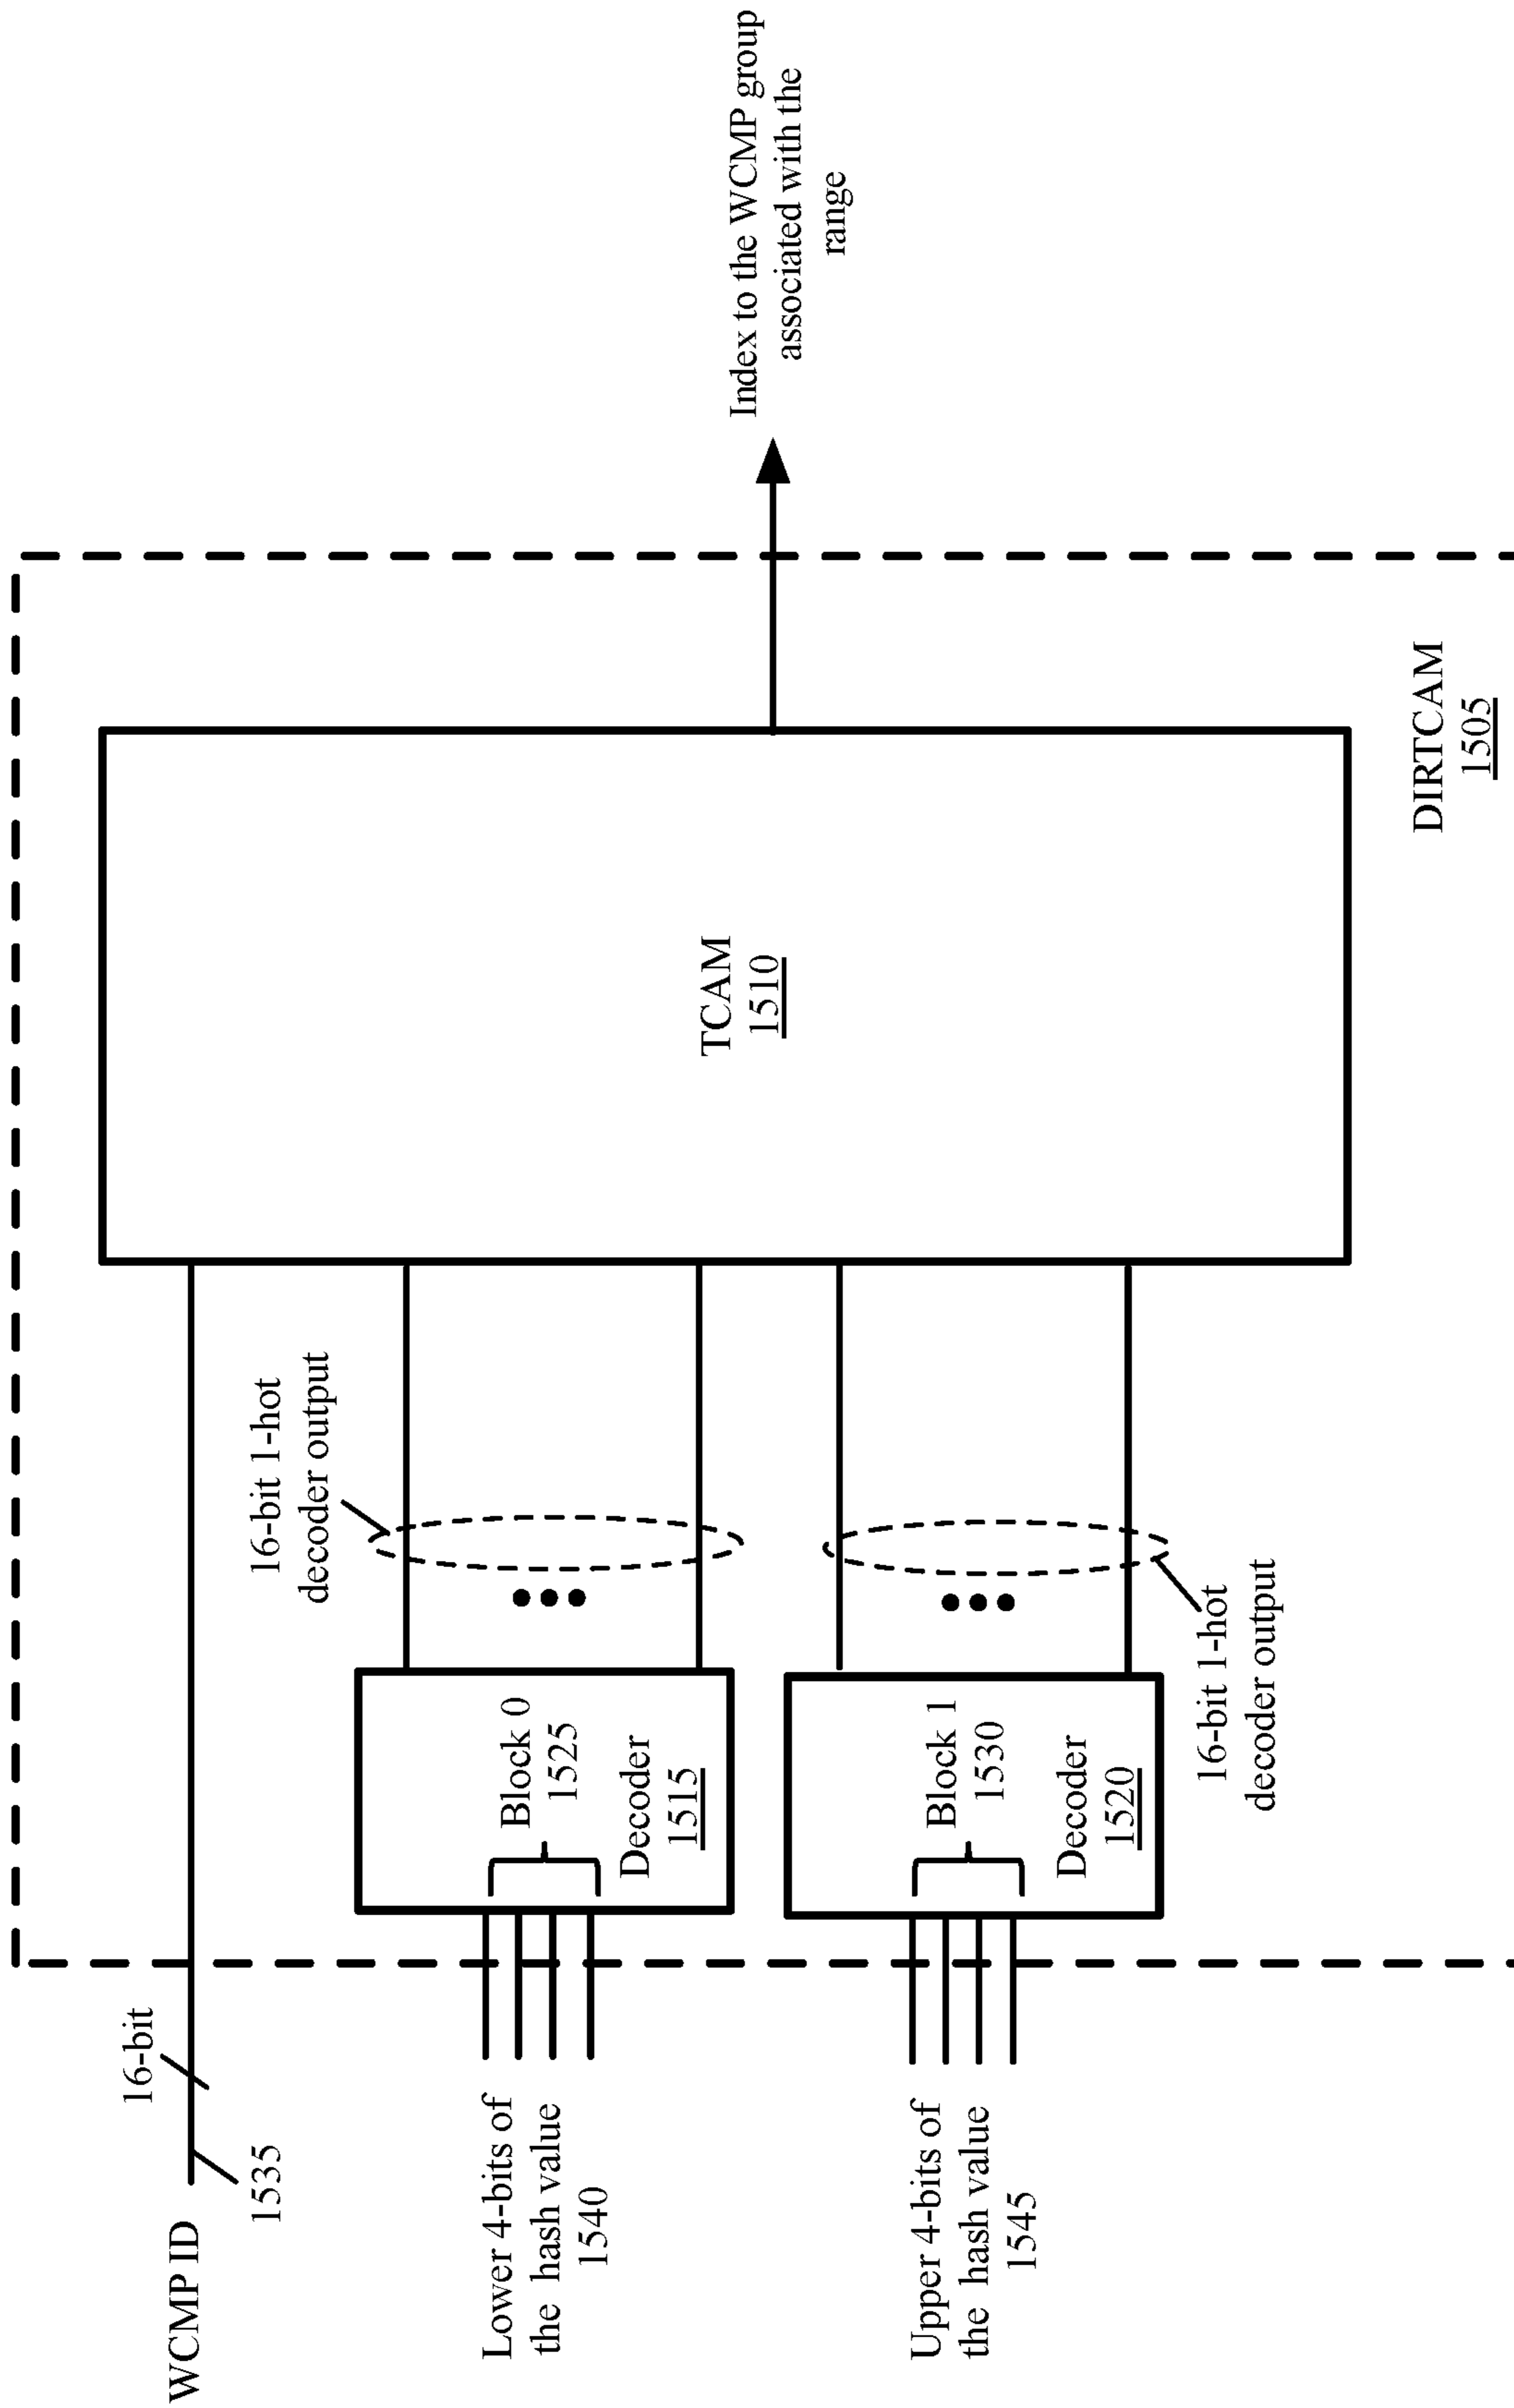 WCMP ID
16-bit
1535
Lower 4-bits of
the hash value
1540
Upper 4-bits of
the hash value
1545
Block 0
1525
Decoder
1515
Block 1
1530
Decoder
1520
16-bit 1-hot
decoder output
16-bit 1-hot
decoder output
TCAM
1510
DIRTCAM
1505
Index to the WCMP group
associated with the
range